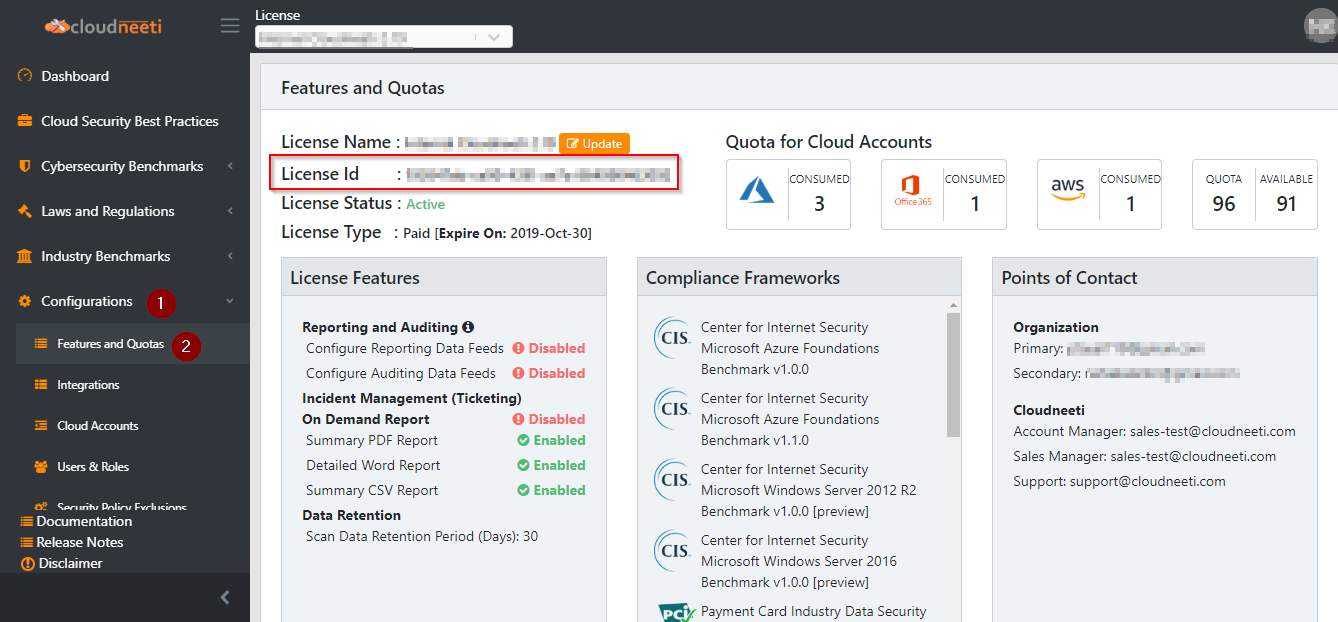 cloudneeti
License
Dashboard
Cloud Security Best Practices
Cybersecurity Benchmarks
Laws and Regulations
Industry Benchmarks
Configurations 1
Features and Quotas 2
Integrations
Cloud Accounts
Users & Roles
Security Policy Exclusions
Documentation
Release Notes
Disclaimer
Features and Quotas
License Name : Update
License Id :
License Status : Active
License Type : Paid [Expire On: 2019-Oct-30]
Quota for Cloud Accounts
CONSUMED
3
Office 365
CONSUMED
1
aws
CONSUMED
1
QUOTA
96
AVAILABLE
91
License Features
Reporting and Auditing
Configure Reporting Data Feeds Disabled
Configure Auditing Data Feeds Disabled
Incident Management (Ticketing)
On Demand Report Disabled
Summary PDF Report Enabled
Detailed Word Report Enabled
Summary CSV Report Enabled
Data Retention
Scan Data Retention Period (Days): 30
Compliance Frameworks
CIS.
Center for Internet Security
Microsoft Azure Foundations
Benchmark v1.0.0
CIS.
Center for Internet Security
Microsoft Azure Foundations
Benchmark v1.1.0
CIS.
Center for Internet Security
Microsoft Windows Server 2012 R2
Benchmark v1.0.0 [preview]
CIS.
Center for Internet Security
Microsoft Windows Server 2016
Benchmark v1.0.0 [preview]
PCI
Payment Card Industry Data Security
Points of Contact
Organization
Primary:
Secondary:
Cloudneeti
Account Manager: sales-test@cloudneeti.com
Sales Manager: sales-test@cloudneeti.com
Support: support@cloudneeti.com